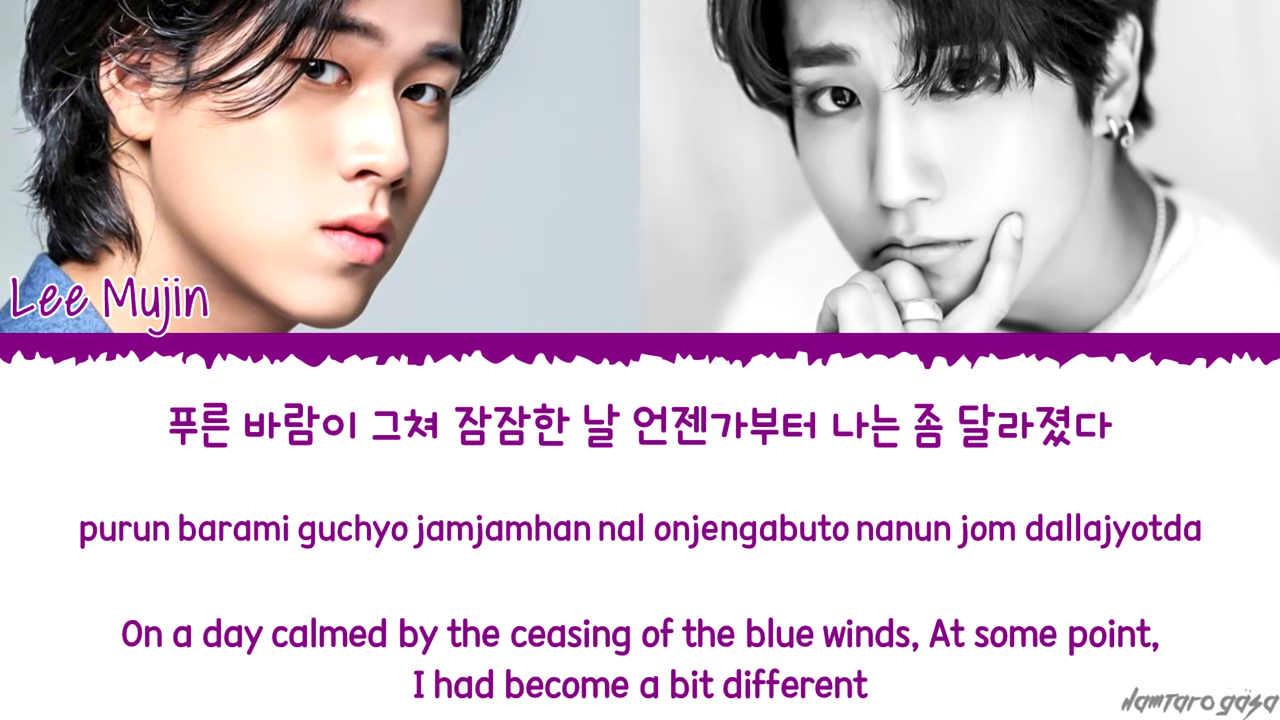 Lee Mujin
푸른 바람이 그쳐 잠잠한 날 언젠가부터 나는 좀 달라졌다
purun barami guchyo jamjamhan nal onjengabuto nanun jom dallajyotda
On a day calmed by the ceasing of the blue winds, At some point,
I had become a bit different
Namtaro gasa